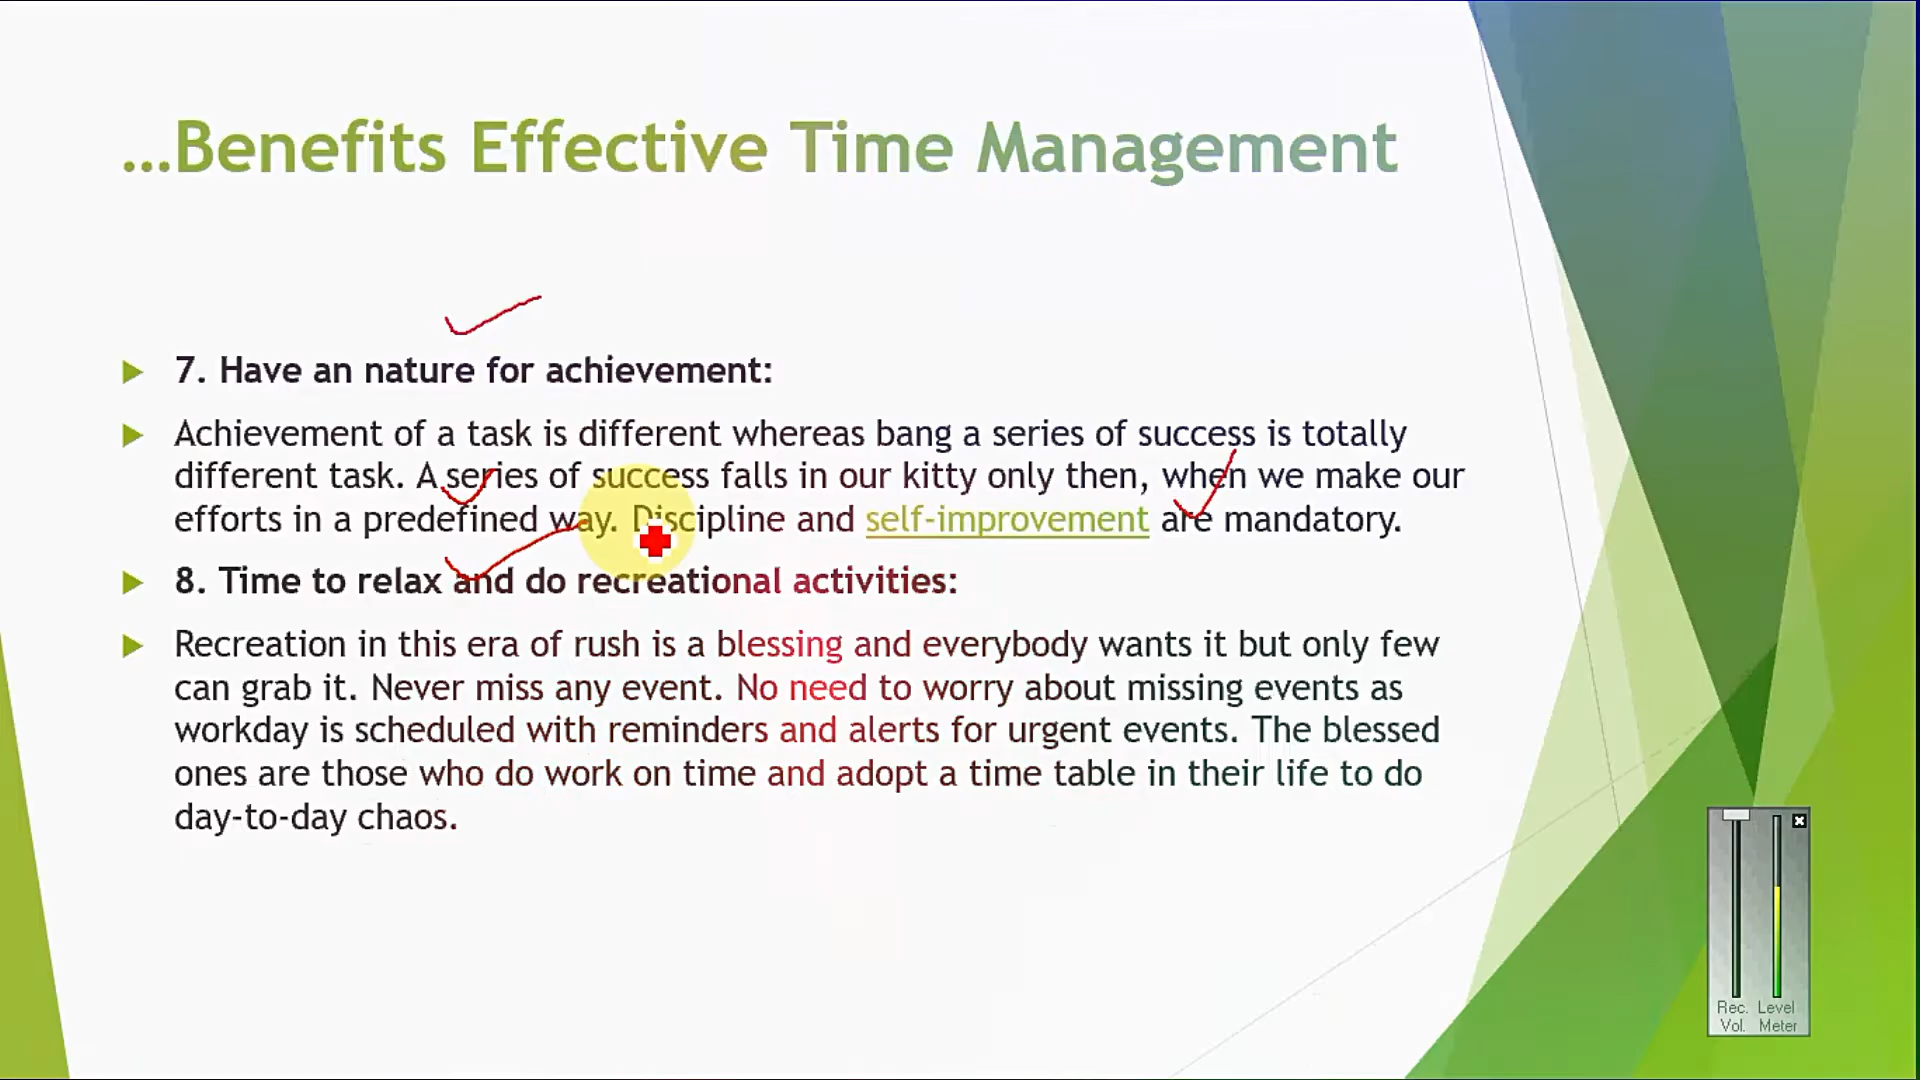 ...Benefits Effective Time Management
7. Have an nature for achievement:
Achievement of a task is different whereas bang a series of success is totally
different task. A series of success falls in our kitty only then, when we make our
efforts in a predefined way. Discipline and self-improvement are mandatory.
8. Time to relax and do recreational activities:
Recreation in this era of rush is a blessing and everybody wants it but only few
can grab it. Never miss any event. No need to worry about missing events as
workday is scheduled with reminders and alerts for urgent events. The blessed
ones are those who do work on time and adopt a time table in their life to do
day-to-day chaos.
Rec. Level
Vol. Meter